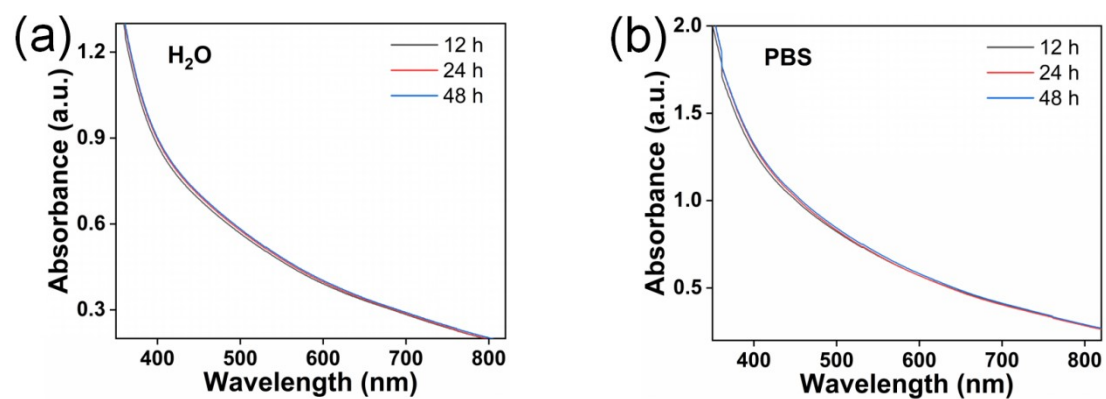 (a)
H₂O
12 h
24 h
48 h
Absorbance (a.u.)
1.2
0.9
0.6
0.3
400 500 600 700 800
Wavelength (nm)
(b)
PBS
12 h
24 h
48 h
Absorbance (a.u.)
2.0
1.5
1.0
0.5
400 500 600 700 800
Wavelength (nm)